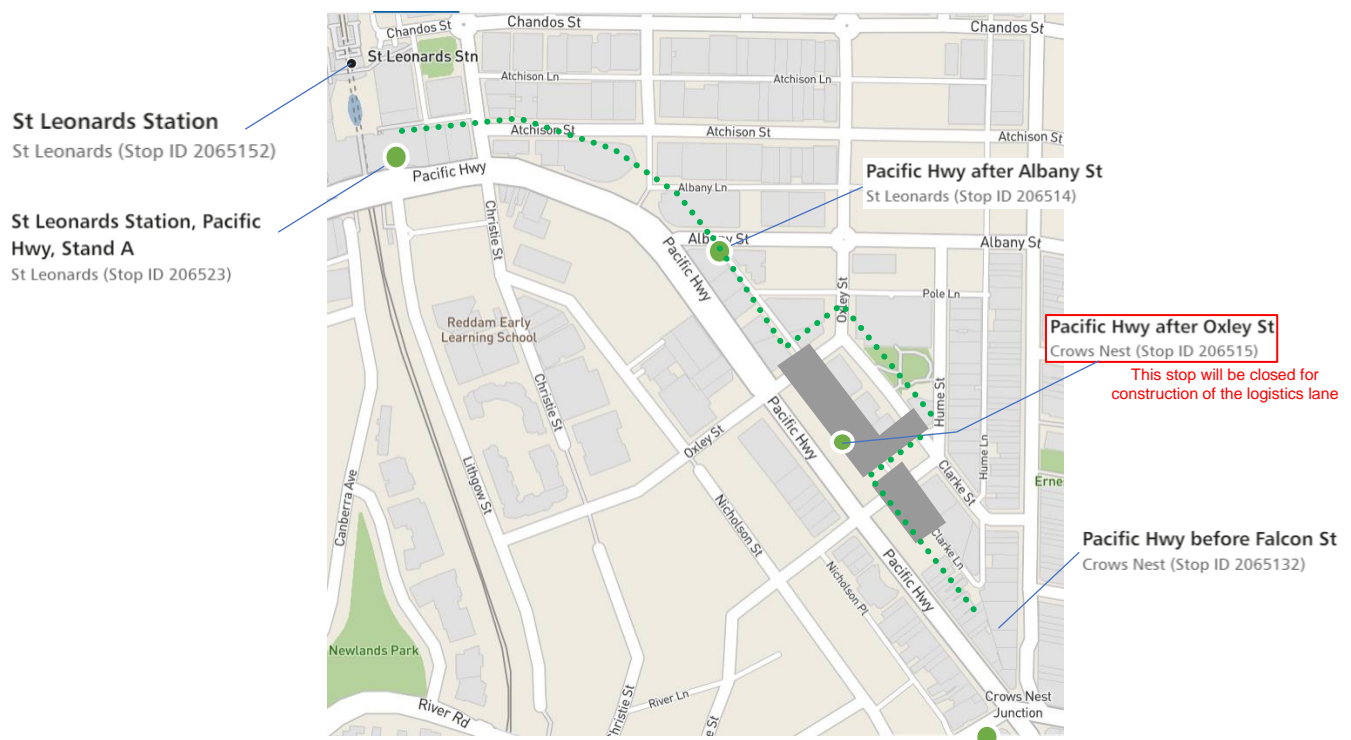 Chandos St
Chandos St
Chandos St
St Leonards Stn
Atchison Ln
Atchison Ln
St Leonards Station
St Leonards (Stop ID 2065152)
Atchison St
Atchison St
Atchison St
Pacific Hwy
Pacific Hwy after Albany St
St Leonards (Stop ID 206514)
Albany Ln
St Leonards Station, Pacific
Hwy, Stand A
St Leonards (Stop ID 206523)
Christie St
Pacific Hwy
Albany St
Albany St
Pole Ln
Oxley St
Reddam Early
Learning School
Pacific Hwy after Oxley St
Crows Nest (Stop ID 206515)
This stop will be closed for
construction of the logistics lane
Christie St
Hume St
Pacific Hwy
Oxley St
Hume Ln
Clarke St
Lithgow St
Canberra Ave
Erne
Nicholson St
Clarke Ln
Pacific Hwy before Falcon St
Crows Nest (Stop ID 2065132)
Pacific Hwy
Nicholson Pl
Newlands Park
River Ln
Christie St
e St
Crows Nest
Junction
River Rd